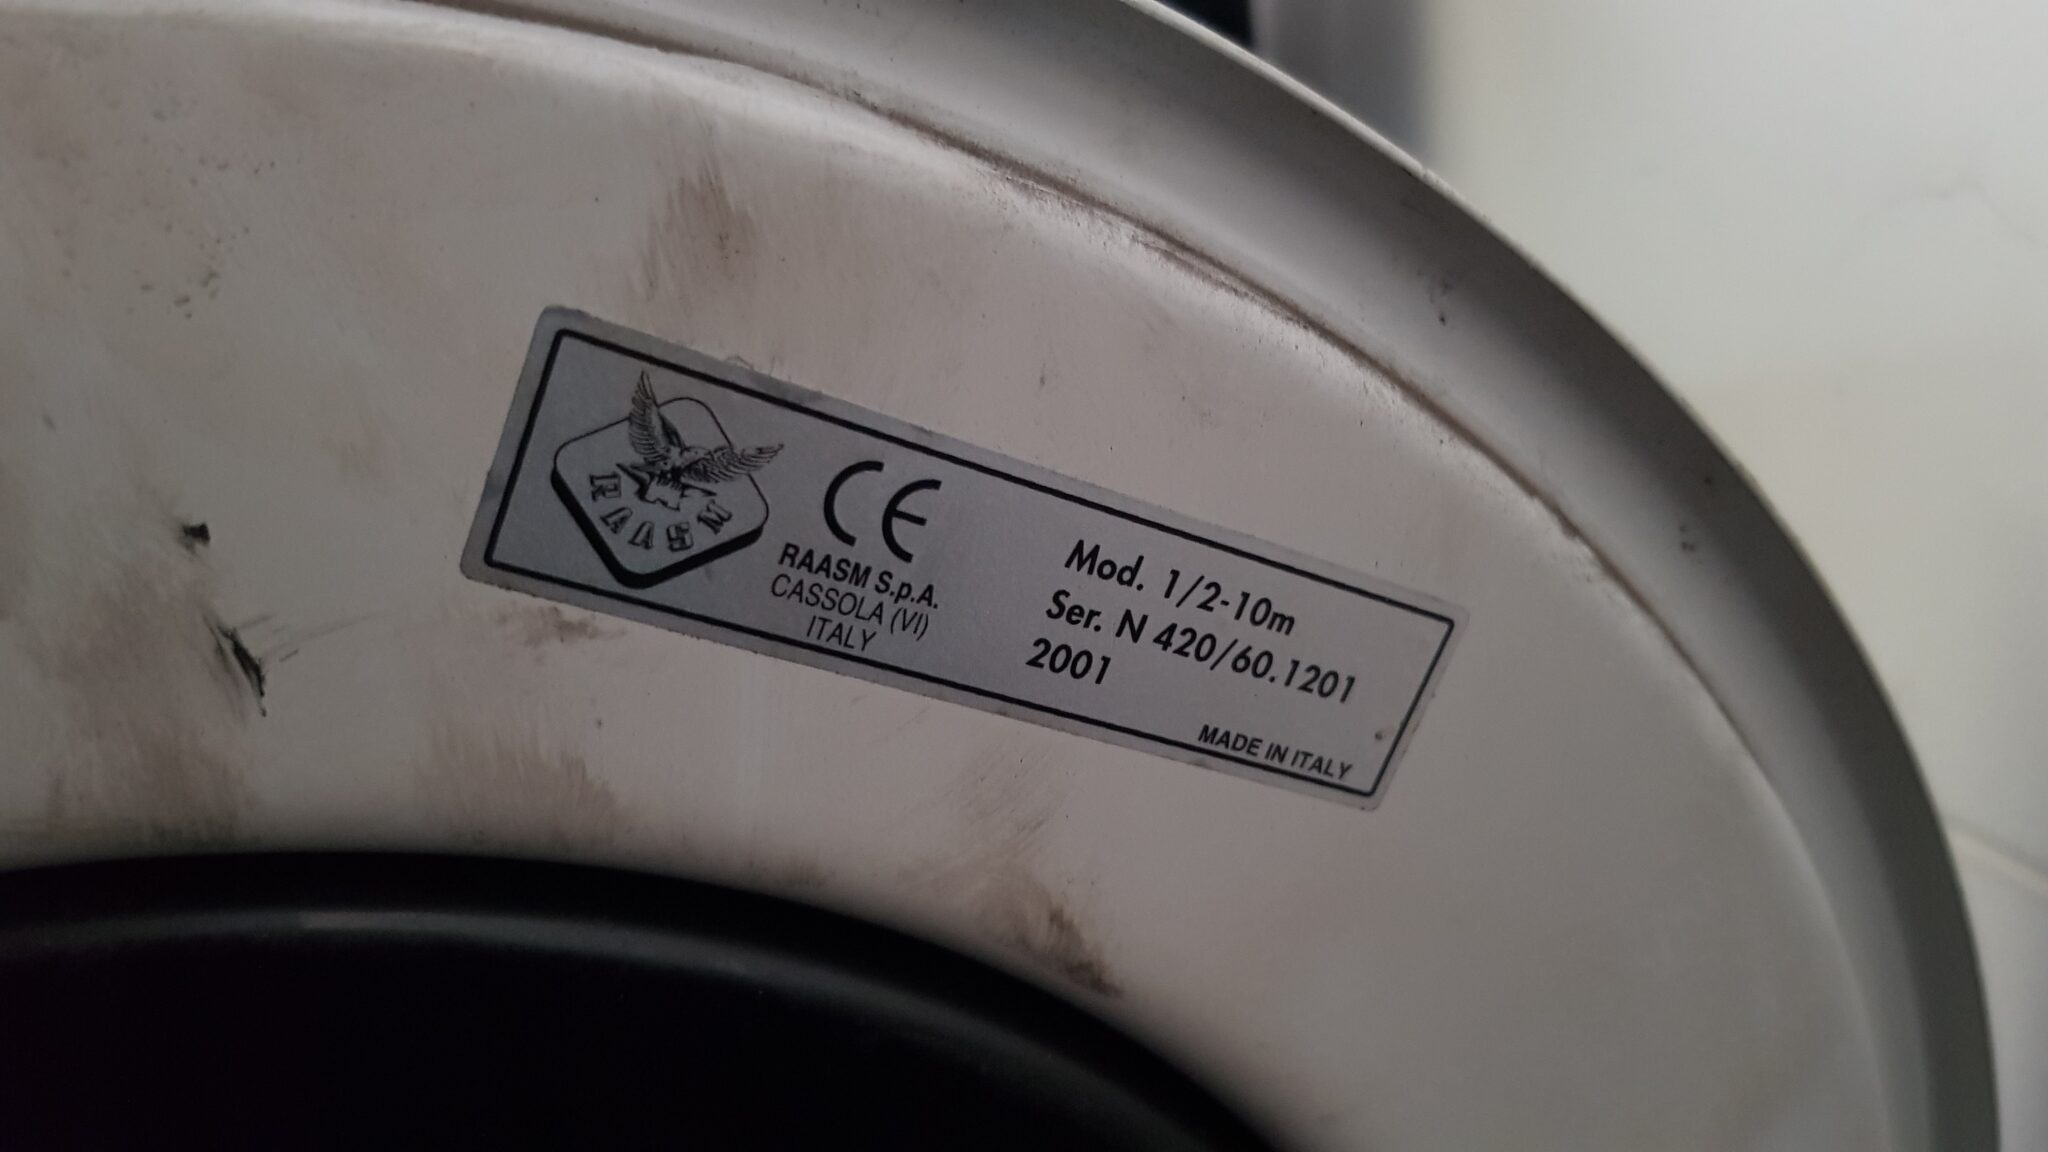 RAASM
CE
RAASM S.p.A.
CASSOLA (VI)
ITALY
Mod. 1/2-10m
Ser. N 420/60.1201
2001
MADE IN ITALY